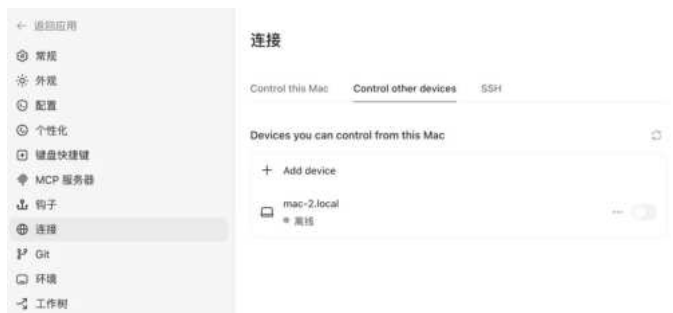 ← 返回应用
常规
外观
配置
个性化
键盘快捷键
MCP 服务器
钩子
连接
Git
环境
工作树
连接
Control this Mac
Control other devices
SSH
Devices you can control from this Mac
+ Add device
mac-2.local
离线